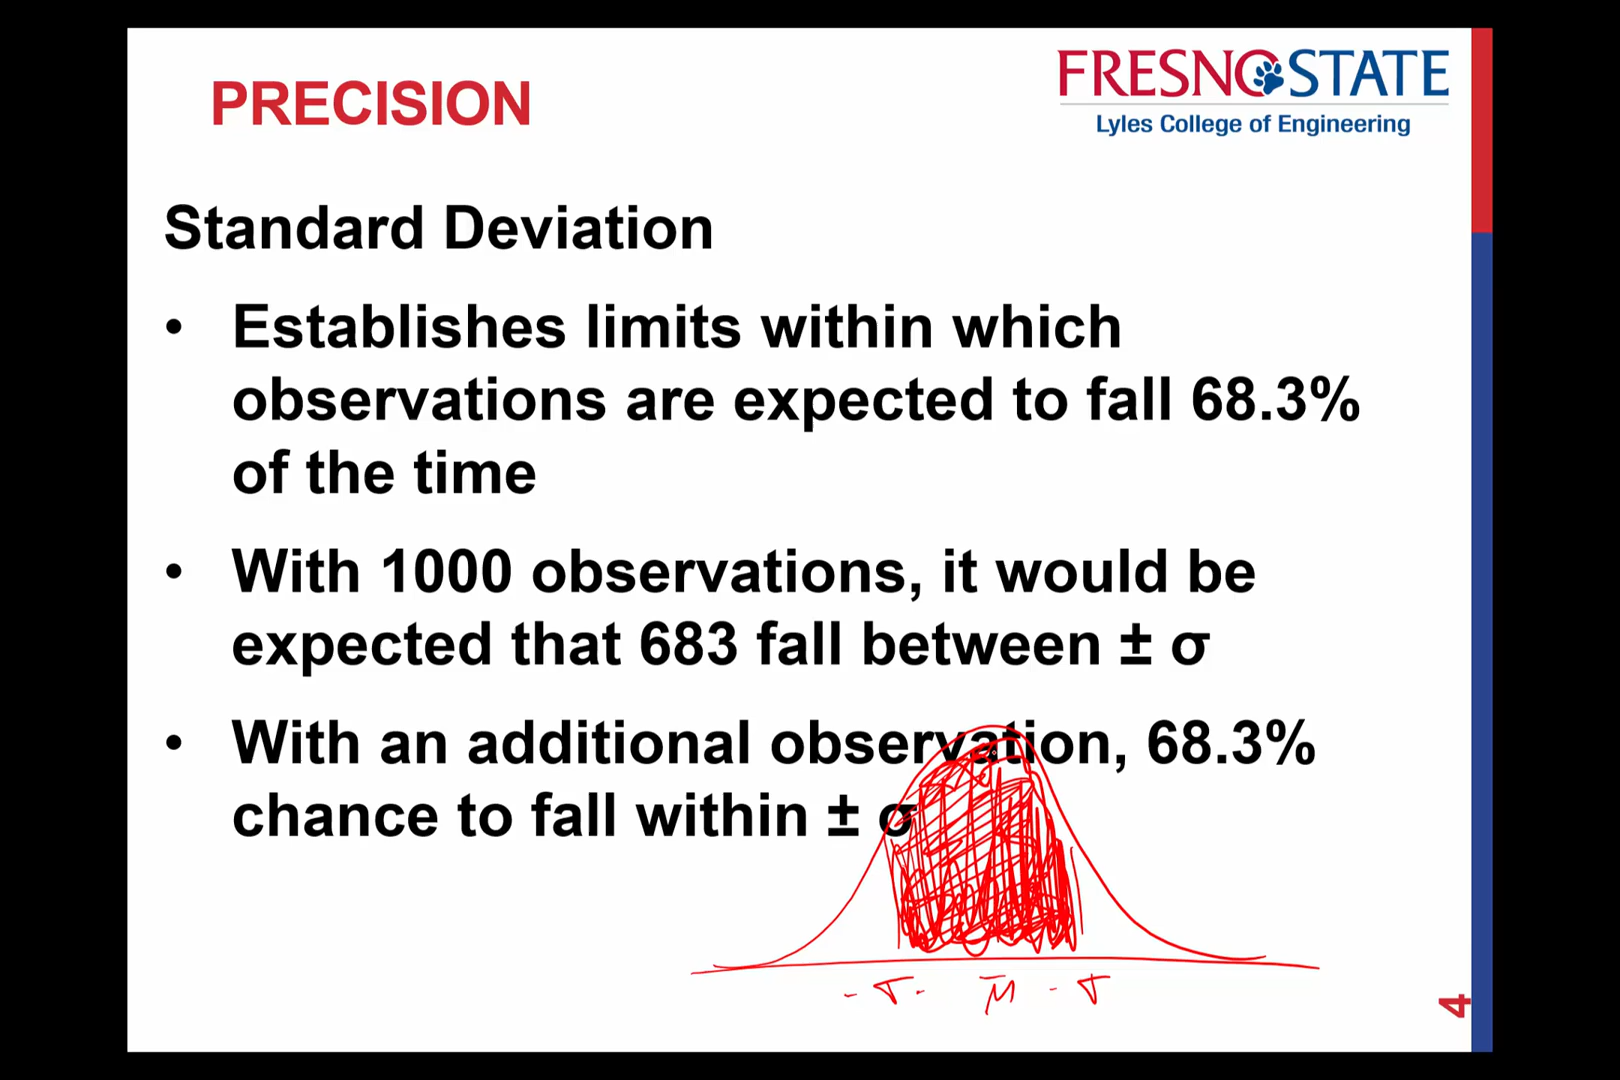 PRECISION
FRESNO STATE
Lyles College of Engineering
Standard Deviation
• Establishes limits within which
observations are expected to fall 68.3%
of the time
• With 1000 observations, it would be
expected that 683 fall between ± σ
• With an additional observation, 68.3%
chance to fall within ± σ
4